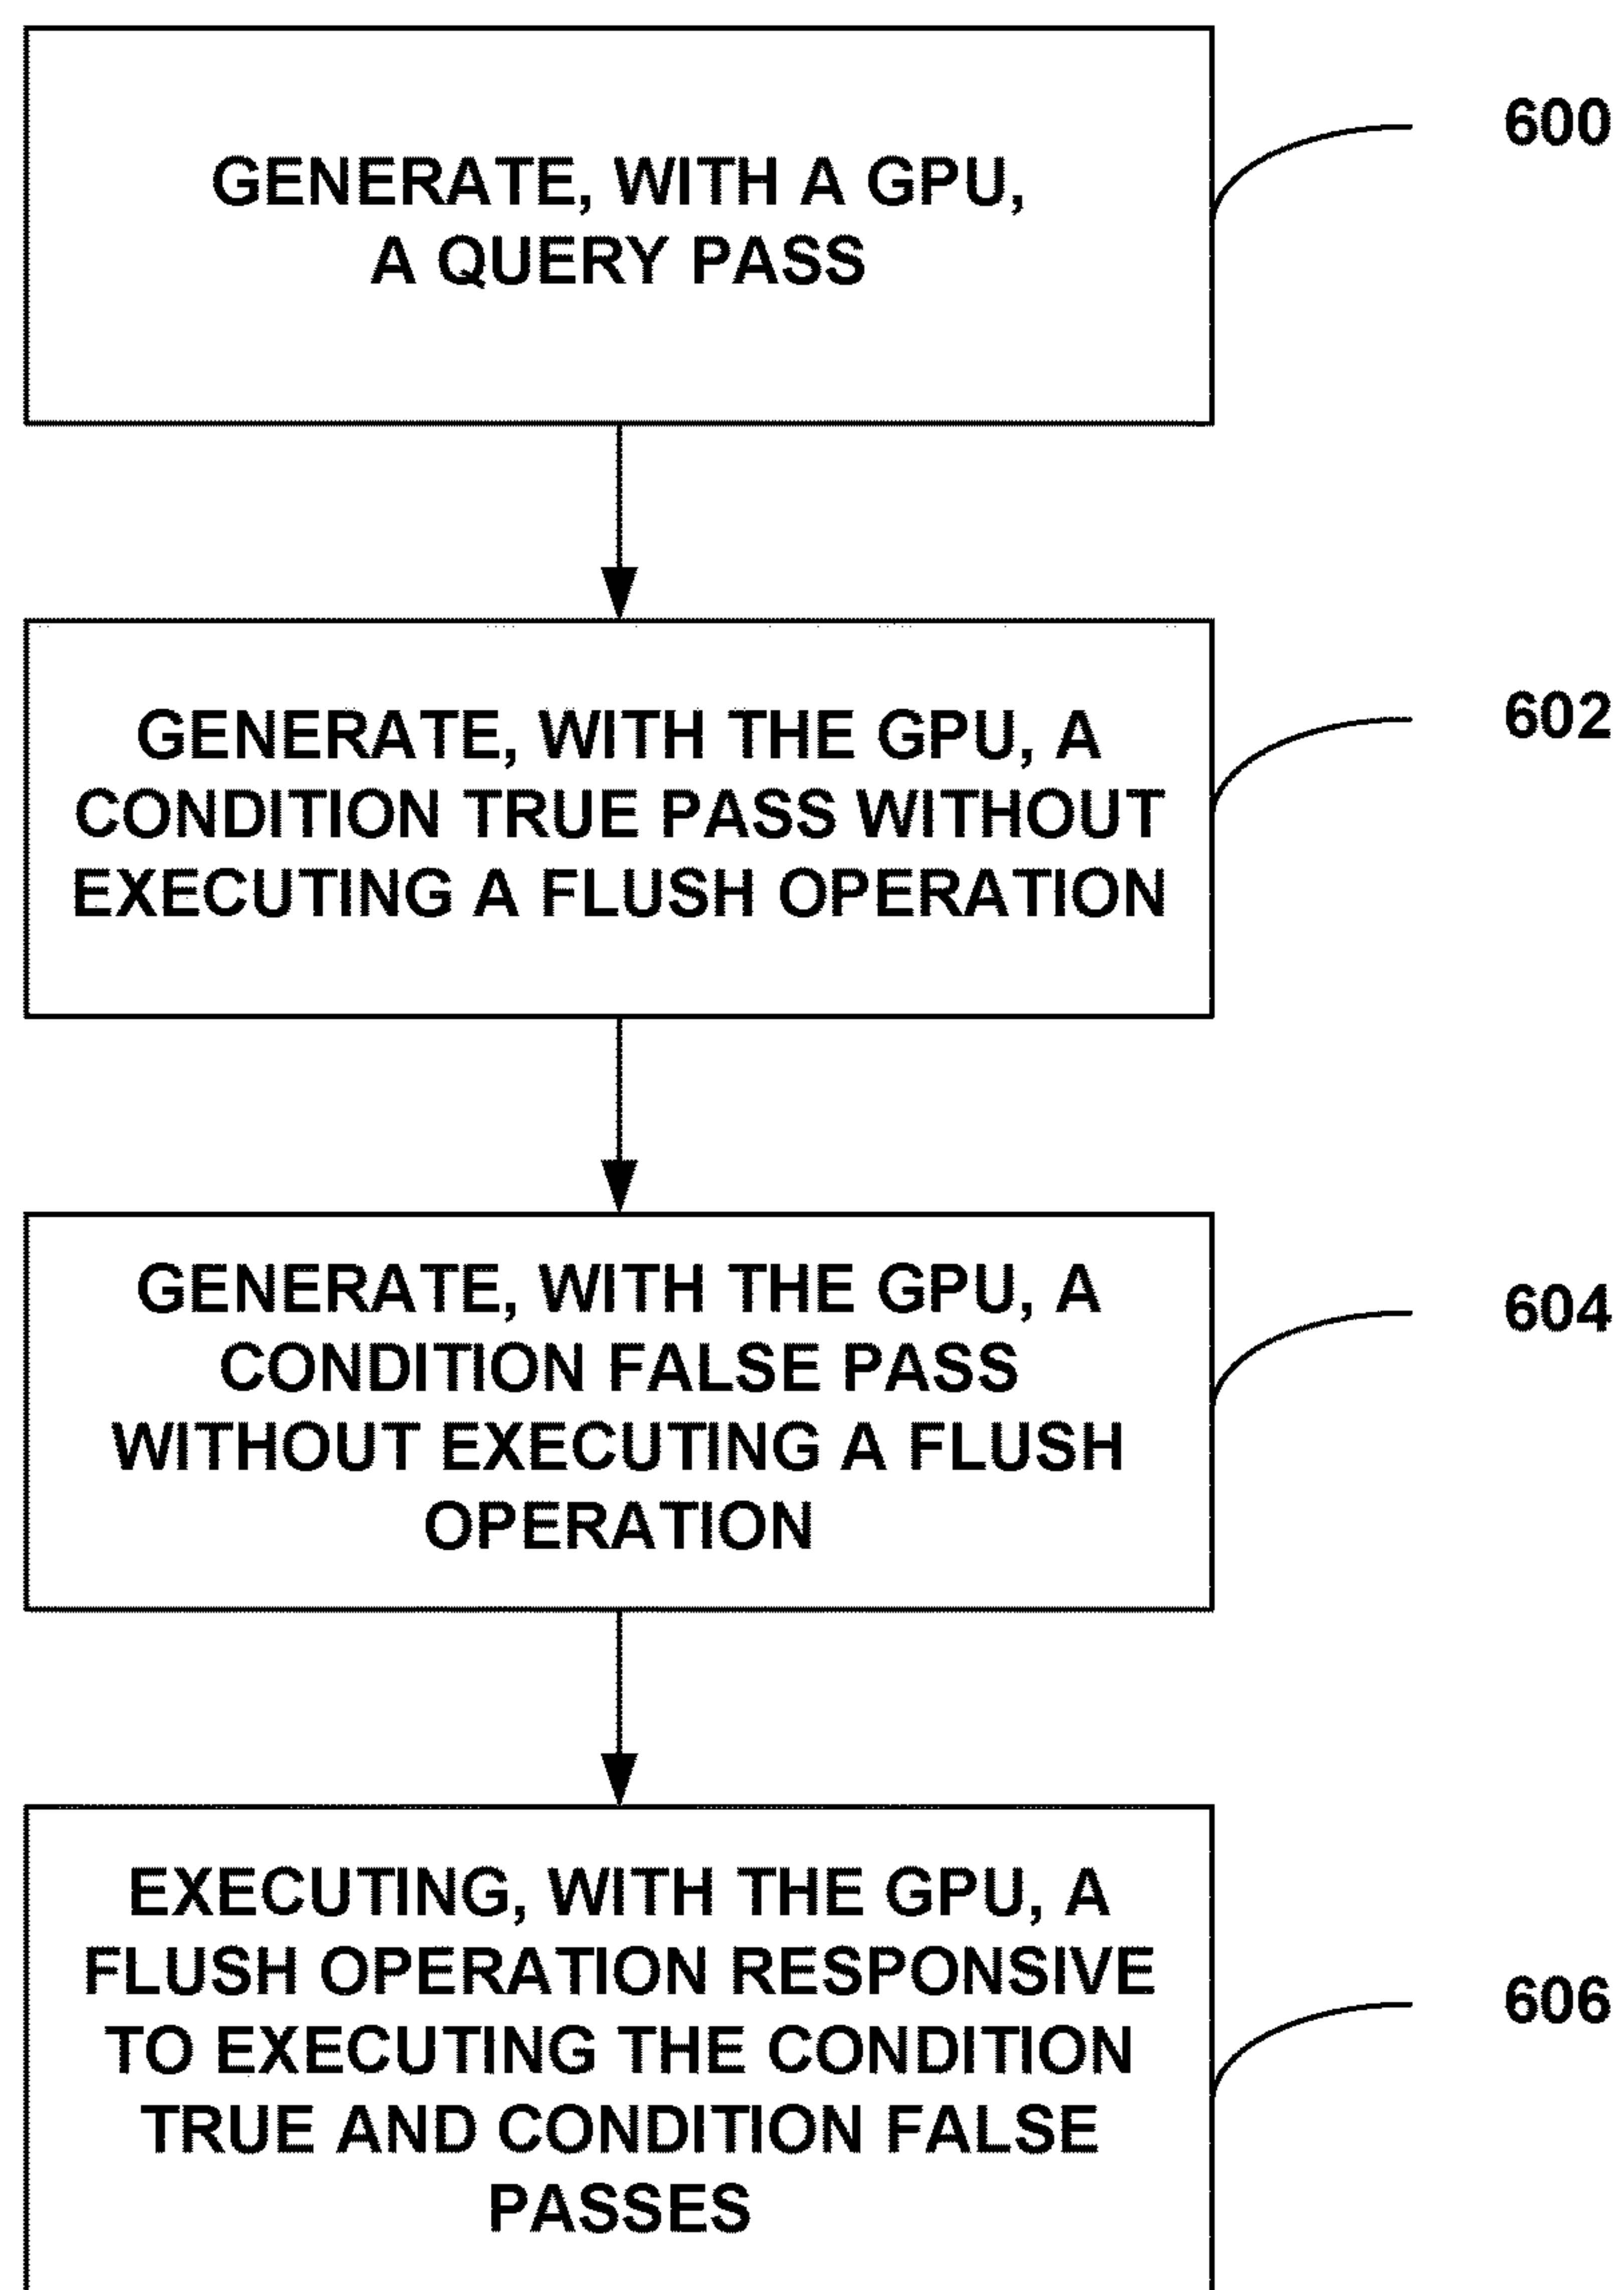 GENERATE, WITH A GPU,
A QUERY PASS
600
GENERATE, WITH THE GPU, A
CONDITION TRUE PASS WITHOUT
EXECUTING A FLUSH OPERATION
602
GENERATE, WITH THE GPU, A
CONDITION FALSE PASS
WITHOUT EXECUTING A FLUSH
OPERATION
604
EXECUTING, WITH THE GPU, A
FLUSH OPERATION RESPONSIVE
TO EXECUTING THE CONDITION
TRUE AND CONDITION FALSE
PASSES
606